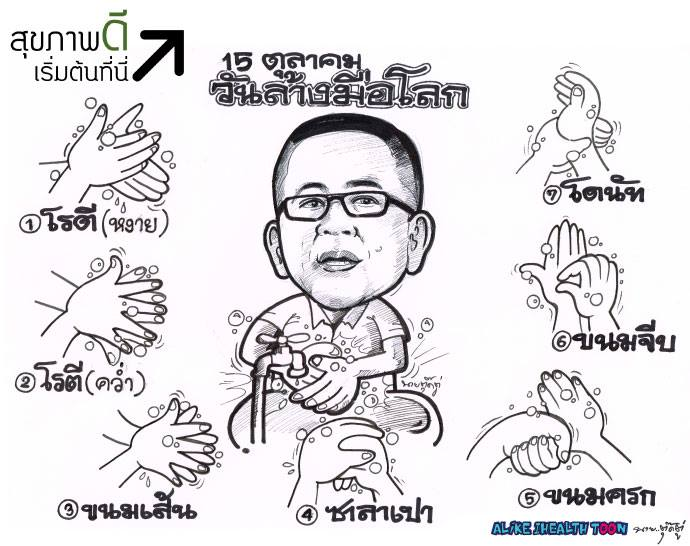 สุขภาพดี
เริ่มต้นที่นี่
15 ตุลาคม
วันล้างมือโลก
① โรตี (หงาย)
② โรตี (คว่ำ)
③ ขนมเส้น
④ ซาลาเปา
⑤ ขนมครก
⑥ ขนมจีบ
⑦ โดนัท
ALIKE IHEALTH TOON